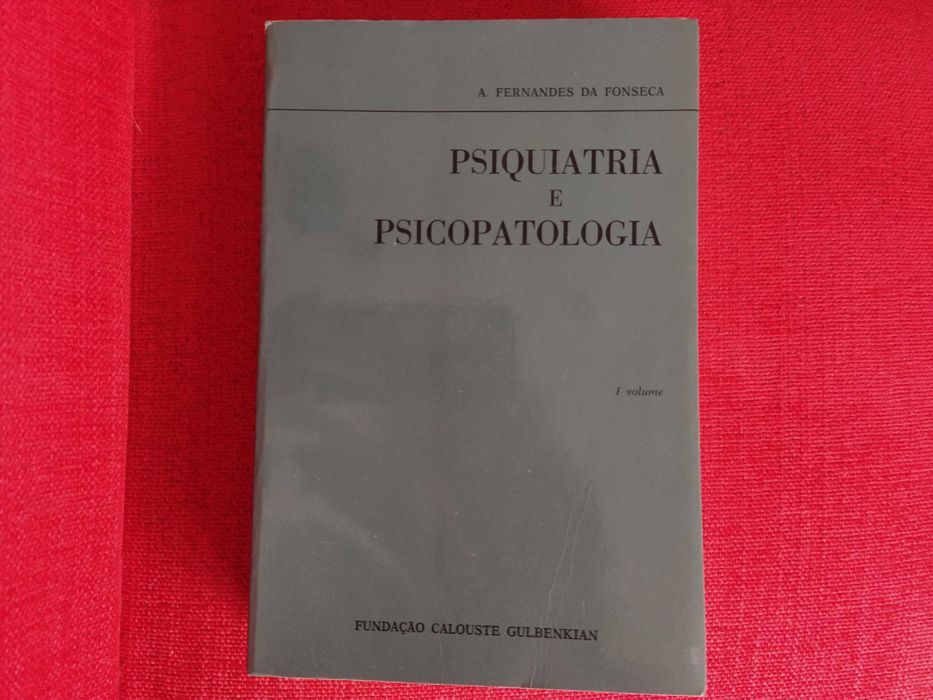 A. FERNANDES DA FONSECA
PSIQUIATRIA
E
PSICOPATOLOGIA
I volume
FUNDAÇÃO CALOUSTE GULBENKIAN